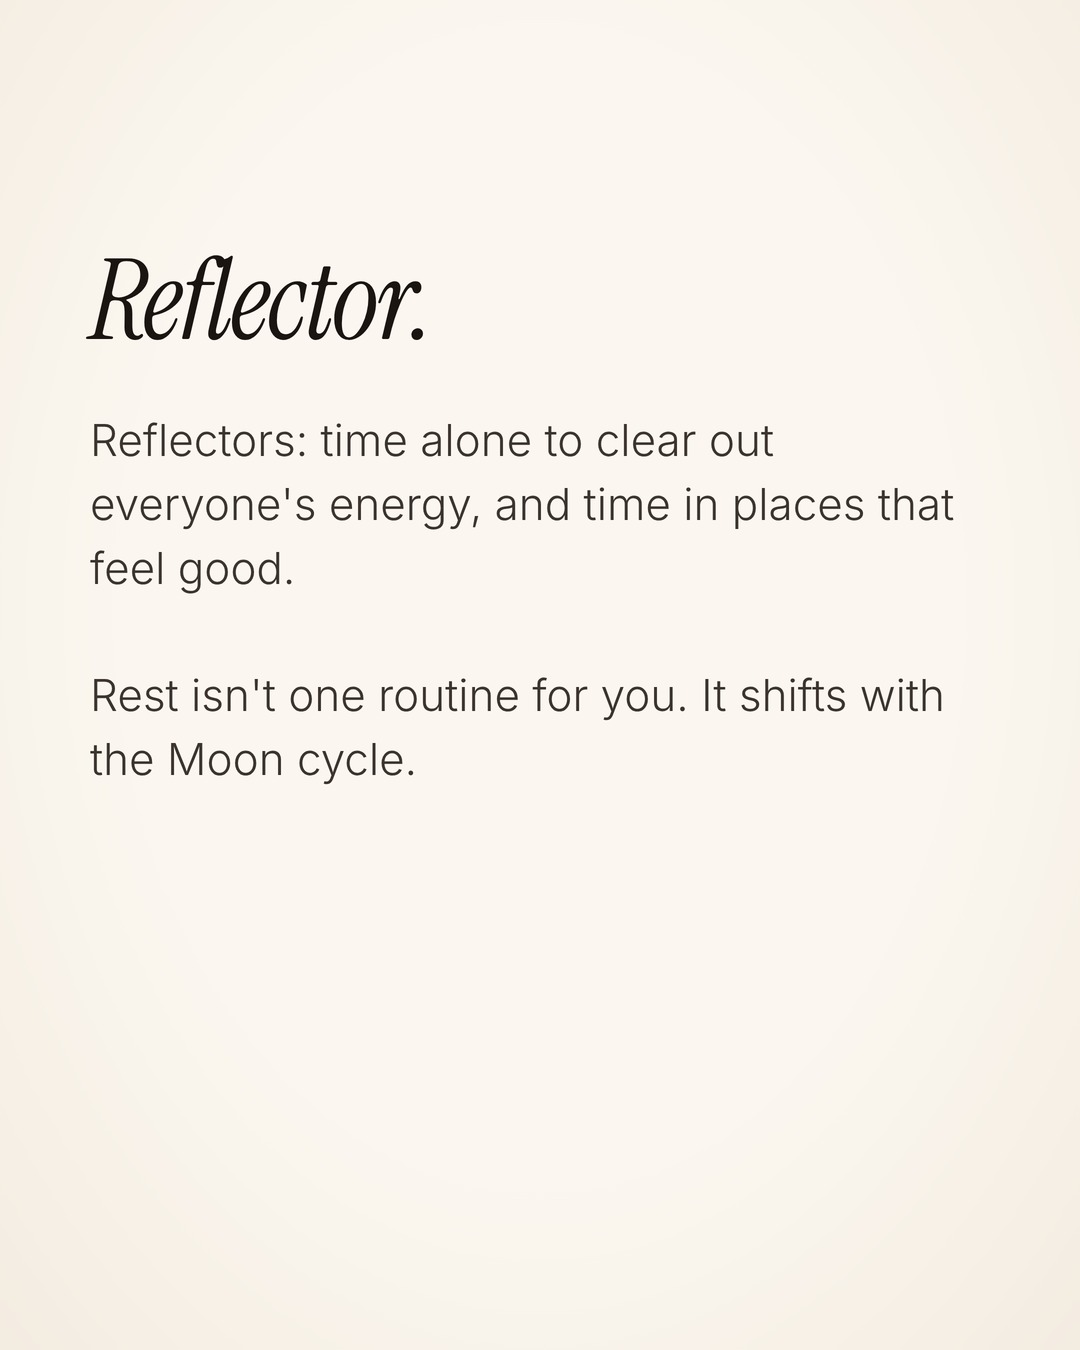 Reflector.
Reflectors: time alone to clear out
everyone's energy, and time in places that
feel good.
Rest isn't one routine for you. It shifts with
the Moon cycle.